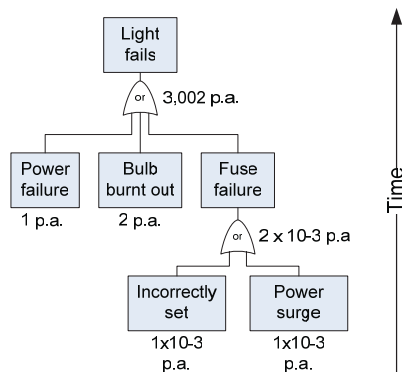 Light
fails
or
3,002 p.a.
Power
failure
Bulb
burnt out
Fuse
failure
1 p.a.
2 p.a.
or
2 x 10-3 p.a
Incorrectly
set
Power
surge
1x10-3
p.a.
1x10-3
p.a.
Time